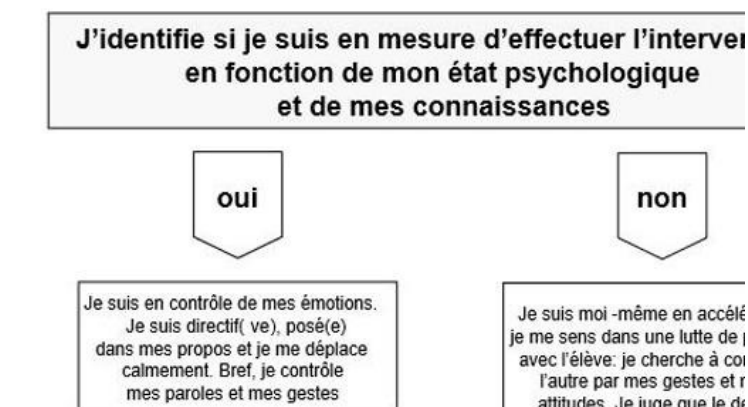 J'identifie si je suis en mesure d'effectuer l'interven
en fonction de mon état psychologique
et de mes connaissances
oui
non
Je suis en contrôle de mes émotions.
Je suis directif( ve), posé(e)
dans mes propos et je me déplace
calmement. Bref, je contrôle
mes paroles et mes gestes
Je suis moi -même en accélé
je me sens dans une lutte de p
avec l'élève: je cherche à con
l'autre par mes gestes et m
attitudes. Je juge que le de